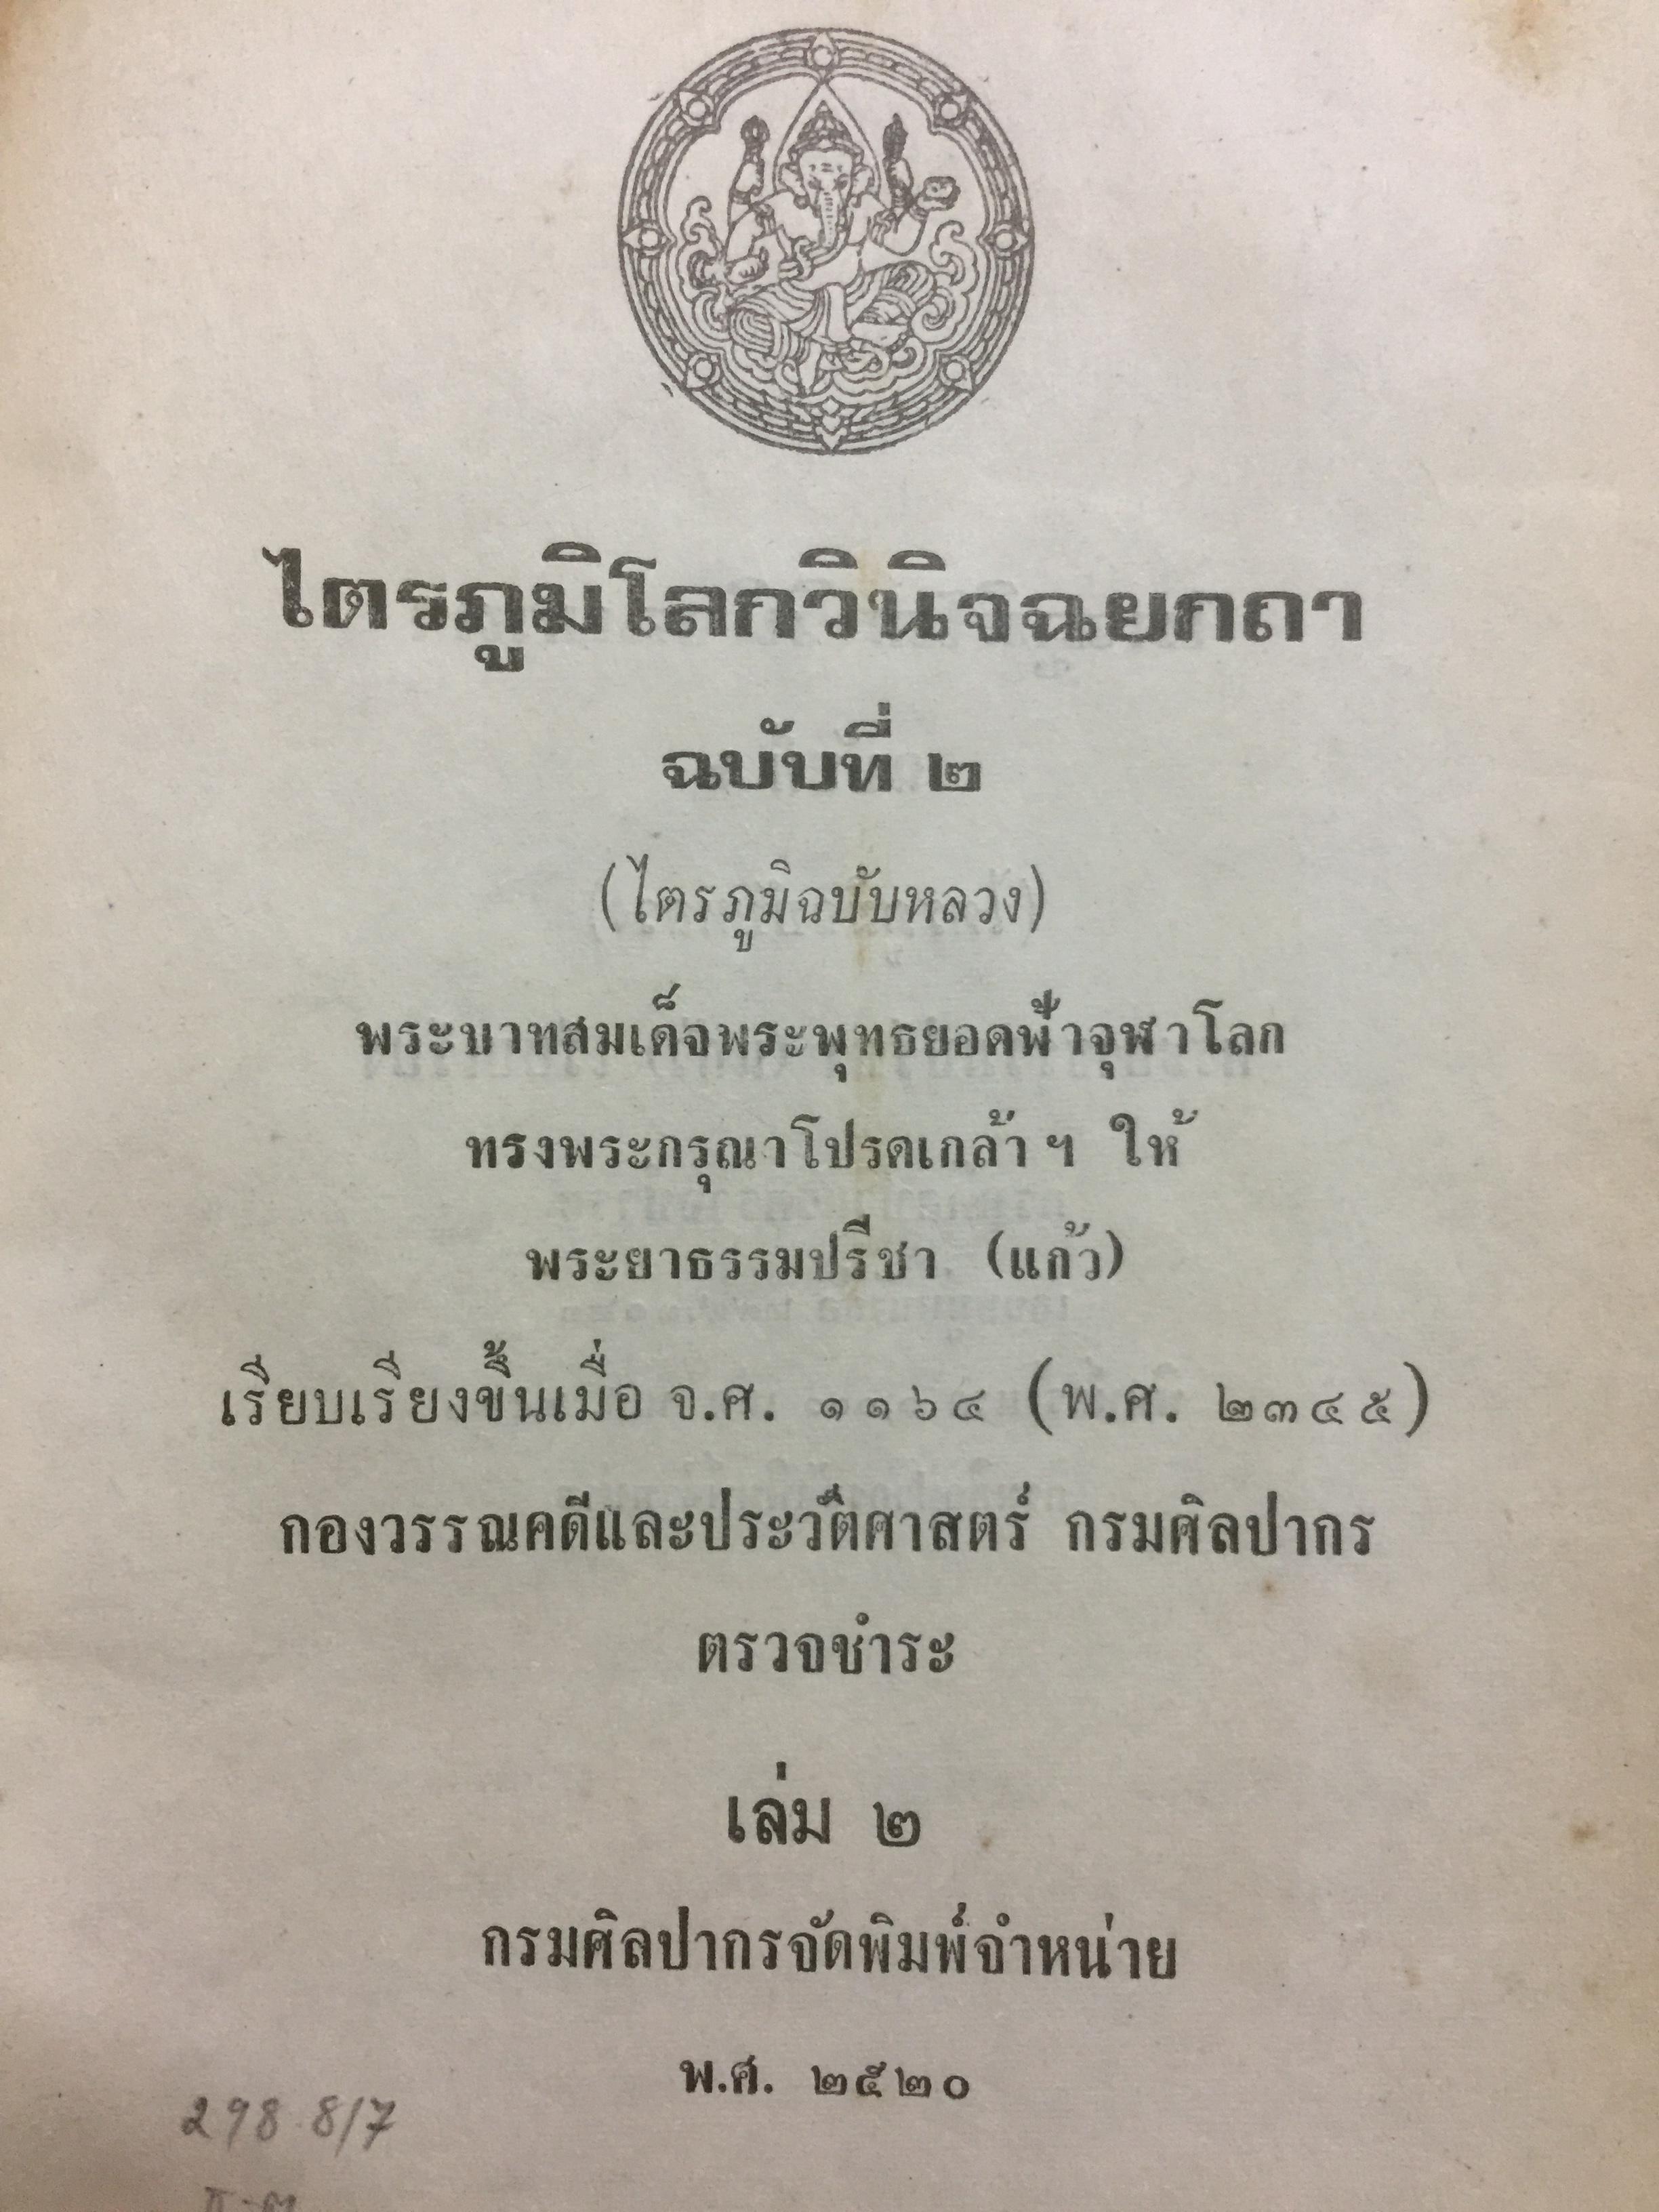 ไตรภูมิโลกวินิจฉยกถา
ฉบับที่ ๒
(ไตรภูมิฉบับหลวง)
พระบาทสมเด็จพระพุทธยอดฟ้าจุฬาโลก
ทรงพระกรุณาโปรดเกล้า ฯ ให้
พระยาธรรมปรีชา (แก้ว)
เรียบเรียงขึ้นเมื่อ จ.ศ. ๑๑๖๔ (พ.ศ. ๒๓๔๕)
กองวรรณคดีและประวัติศาสตร์ กรมศิลปากร
ตรวจชำระ
เล่ม ๒
กรมศิลปากรจัดพิมพ์จำหน่าย
พ.ศ. ๒๕๒๐
298.8/7